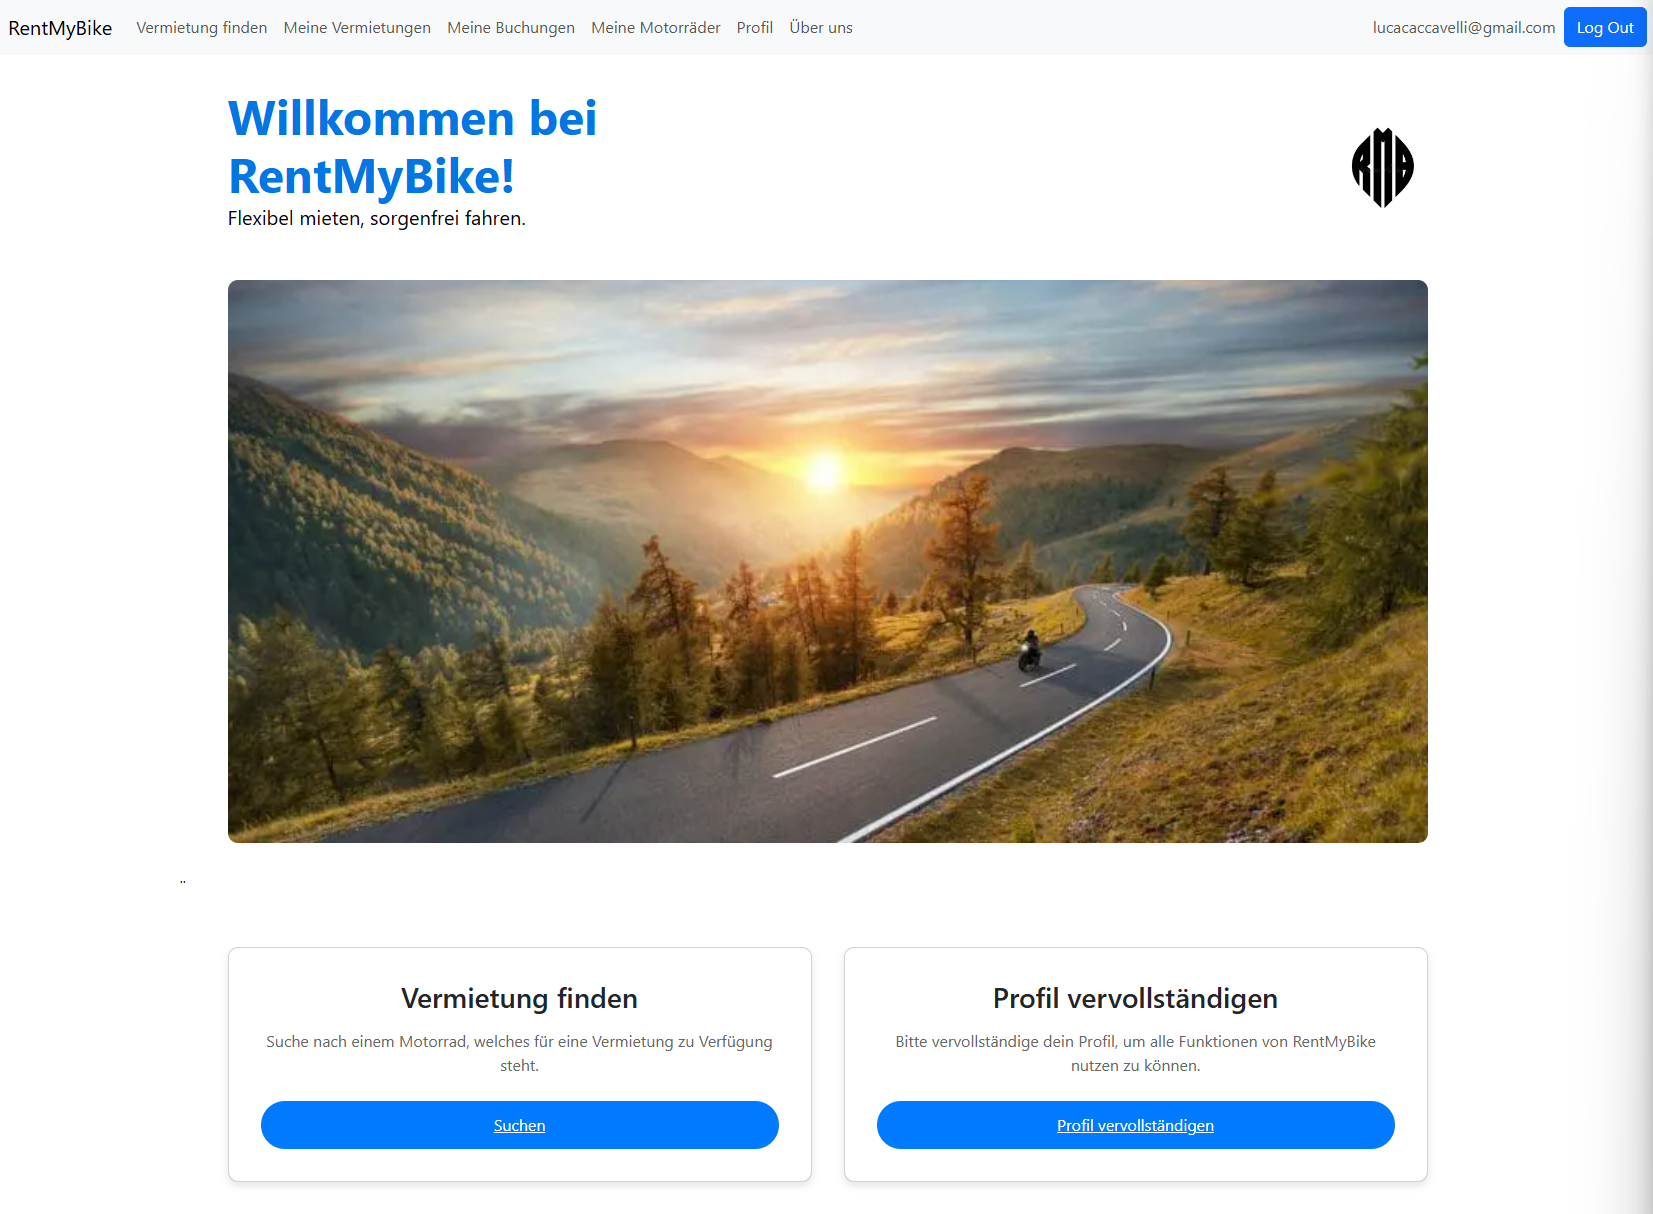 RentMyBike Vermietung finden Meine Vermietungen Meine Buchungen Meine Motorräder Profil Über uns lucacaccavelli@gmail.com Log Out
Willkommen bei
RentMyBike!
Flexibel mieten, sorgenfrei fahren.
RMB
..
Vermietung finden
Suche nach einem Motorrad, welches für eine Vermietung zu Verfügung
steht.
Suchen
Profil vervollständigen
Bitte vervollständige dein Profil, um alle Funktionen von RentMyBike
nutzen zu können.
Profil vervollständigen